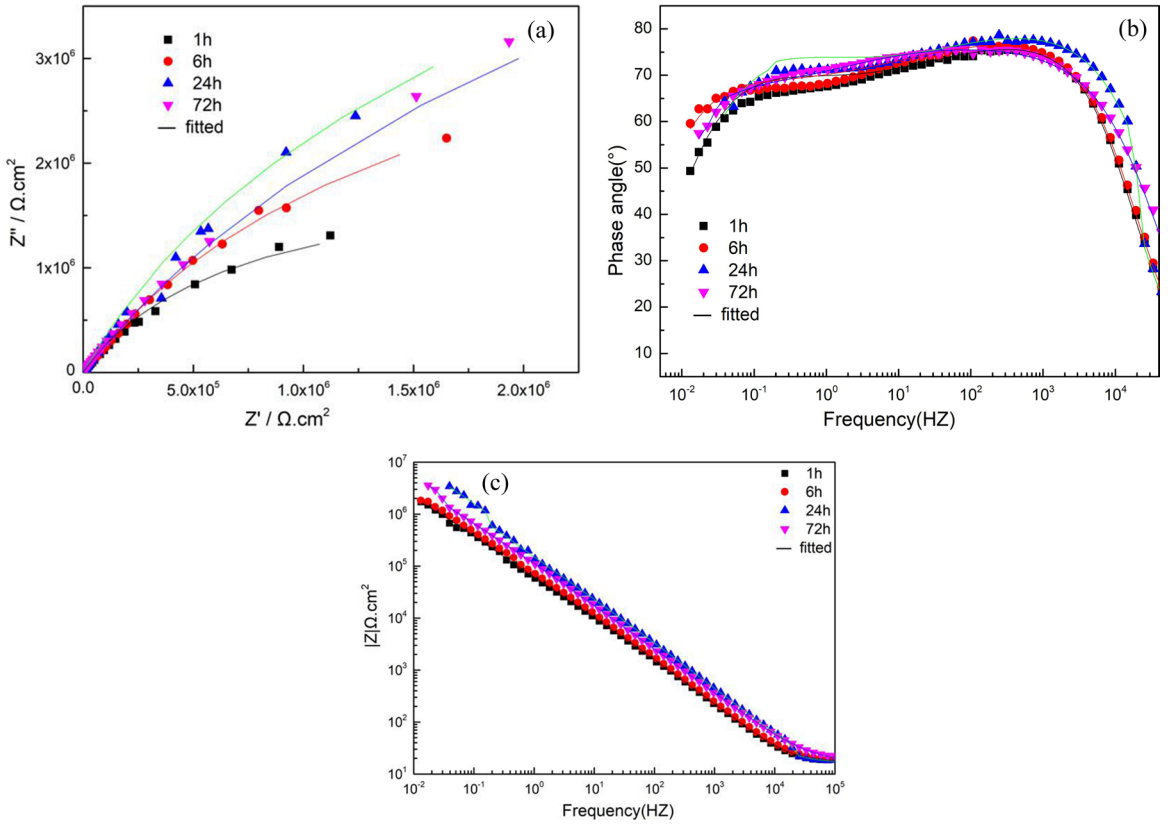 (a)
1h
6h
24h
72h
fitted
Z'' / Ω.cm²
3x10⁶
2x10⁶
1x10⁶
0
0.0
5.0x10⁵
1.0x10⁶
1.5x10⁶
2.0x10⁶
Z' / Ω.cm²
(b)
Phase angle(°)
80
70
60
50
40
30
20
10
1h
6h
24h
72h
fitted
10⁻²
10⁻¹
10⁰
10¹
10²
10³
10⁴
Frequency(HZ)
(c)
1h
6h
24h
72h
fitted
|Z|Ω.cm²
10⁷
10⁶
10⁵
10⁴
10³
10²
10¹
10⁻²
10⁻¹
10⁰
10¹
10²
10³
10⁴
10⁵
Frequency(HZ)